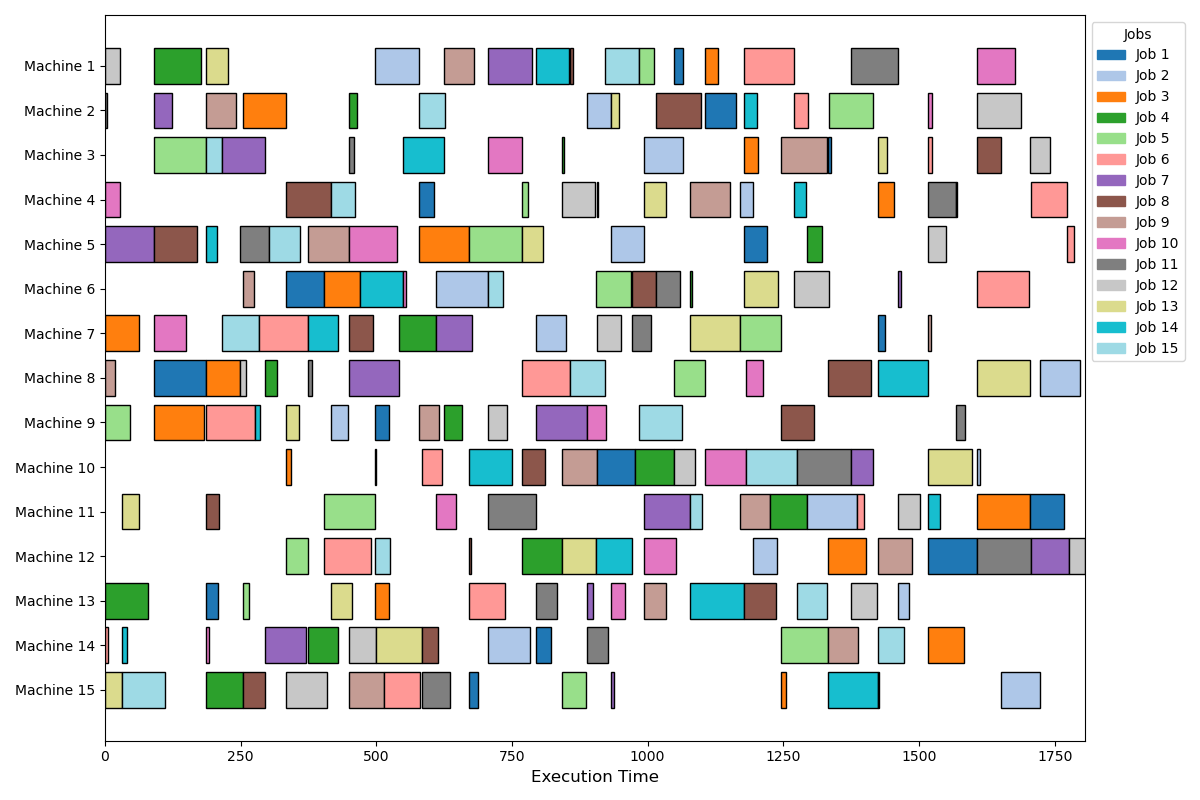 Machine 1
Machine 2
Machine 3
Machine 4
Machine 5
Machine 6
Machine 7
Machine 8
Machine 9
Machine 10
Machine 11
Machine 12
Machine 13
Machine 14
Machine 15
0 250 500 750 1000 1250 1500 1750
Execution Time
Jobs
Job 1
Job 2
Job 3
Job 4
Job 5
Job 6
Job 7
Job 8
Job 9
Job 10
Job 11
Job 12
Job 13
Job 14
Job 15